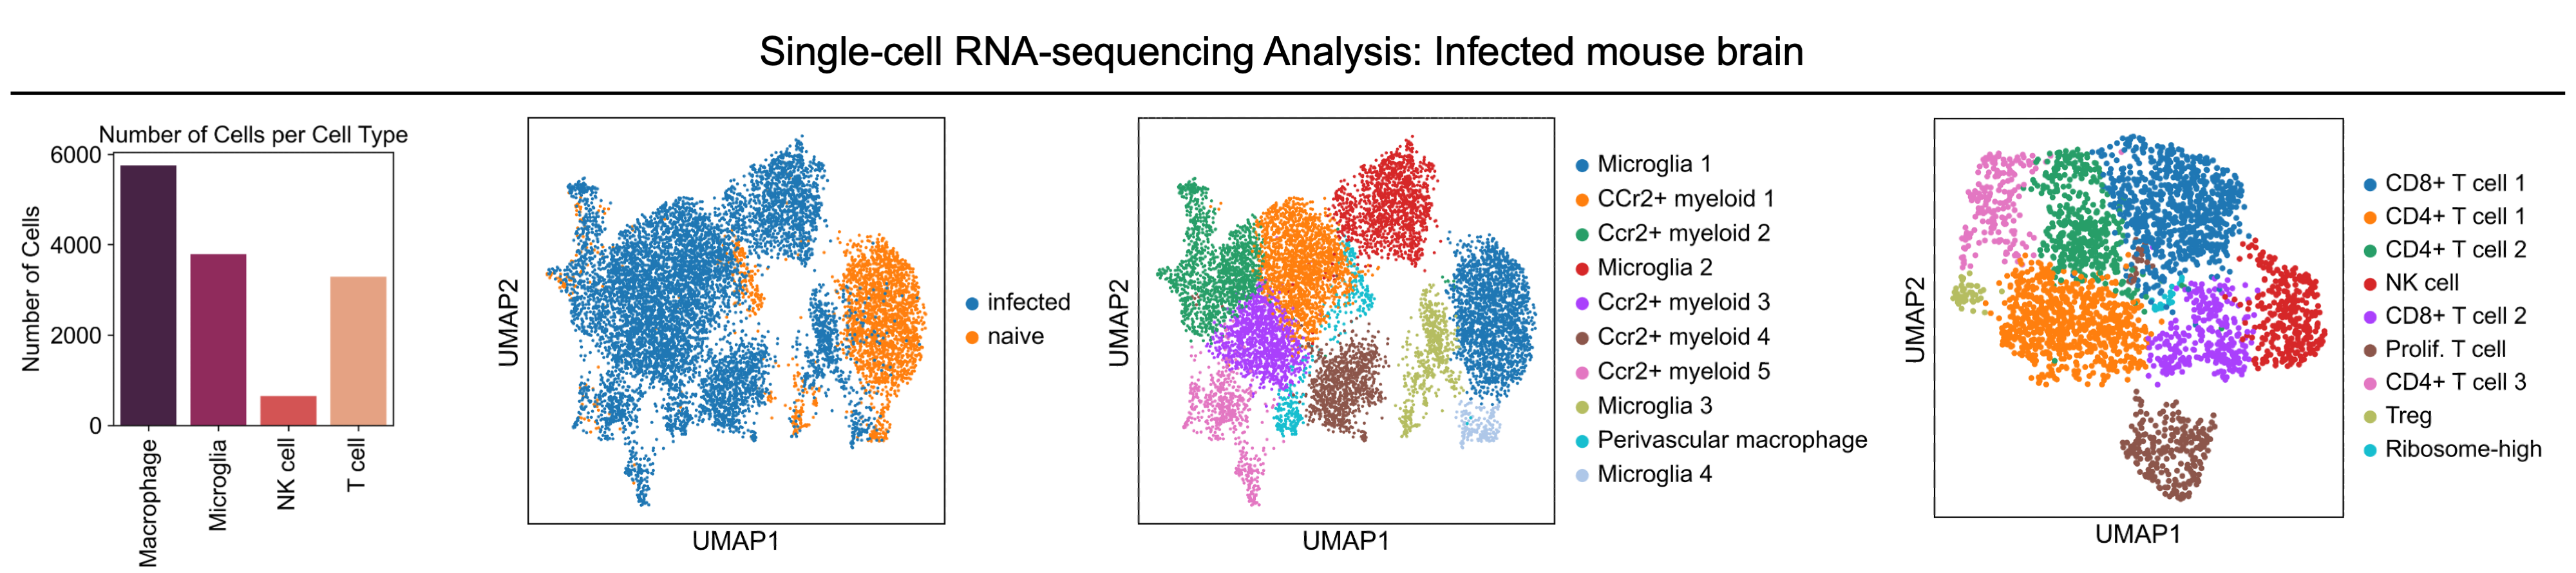 Single-cell RNA-sequencing Analysis: Infected mouse brain
Number of Cells per Cell Type
Number of Cells
6000
4000
2000
0
Macrophage
Microglia
NK cell
T cell
UMAP2
UMAP1
infected
naive
UMAP2
UMAP1
Microglia 1
CCr2+ myeloid 1
Ccr2+ myeloid 2
Microglia 2
Ccr2+ myeloid 3
Ccr2+ myeloid 4
Ccr2+ myeloid 5
Microglia 3
Perivascular macrophage
Microglia 4
UMAP2
UMAP1
CD8+ T cell 1
CD4+ T cell 1
CD4+ T cell 2
NK cell
CD8+ T cell 2
Prolif. T cell
CD4+ T cell 3
Treg
Ribosome-high